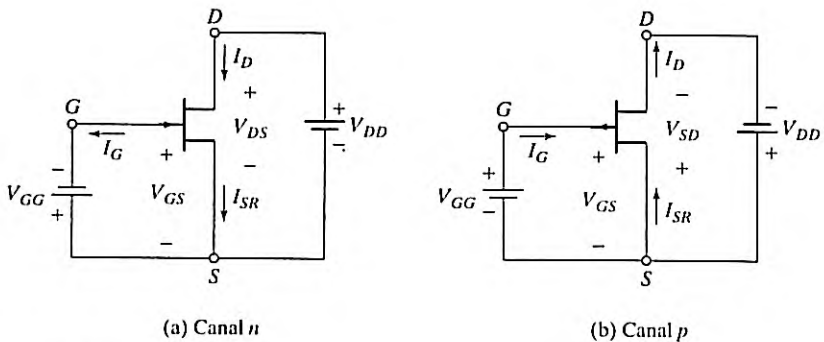 D
I_D
+
G
V_DS
+
V_DD
-
I_G
+
-
-
V_GG
+
V_GS
I_SR
-
S
(a) Canal n
D
I_D
-
G
V_SD
-
V_DD
+
I_G
+
+
+
V_GG
-
V_GS
I_SR
-
S
(b) Canal p